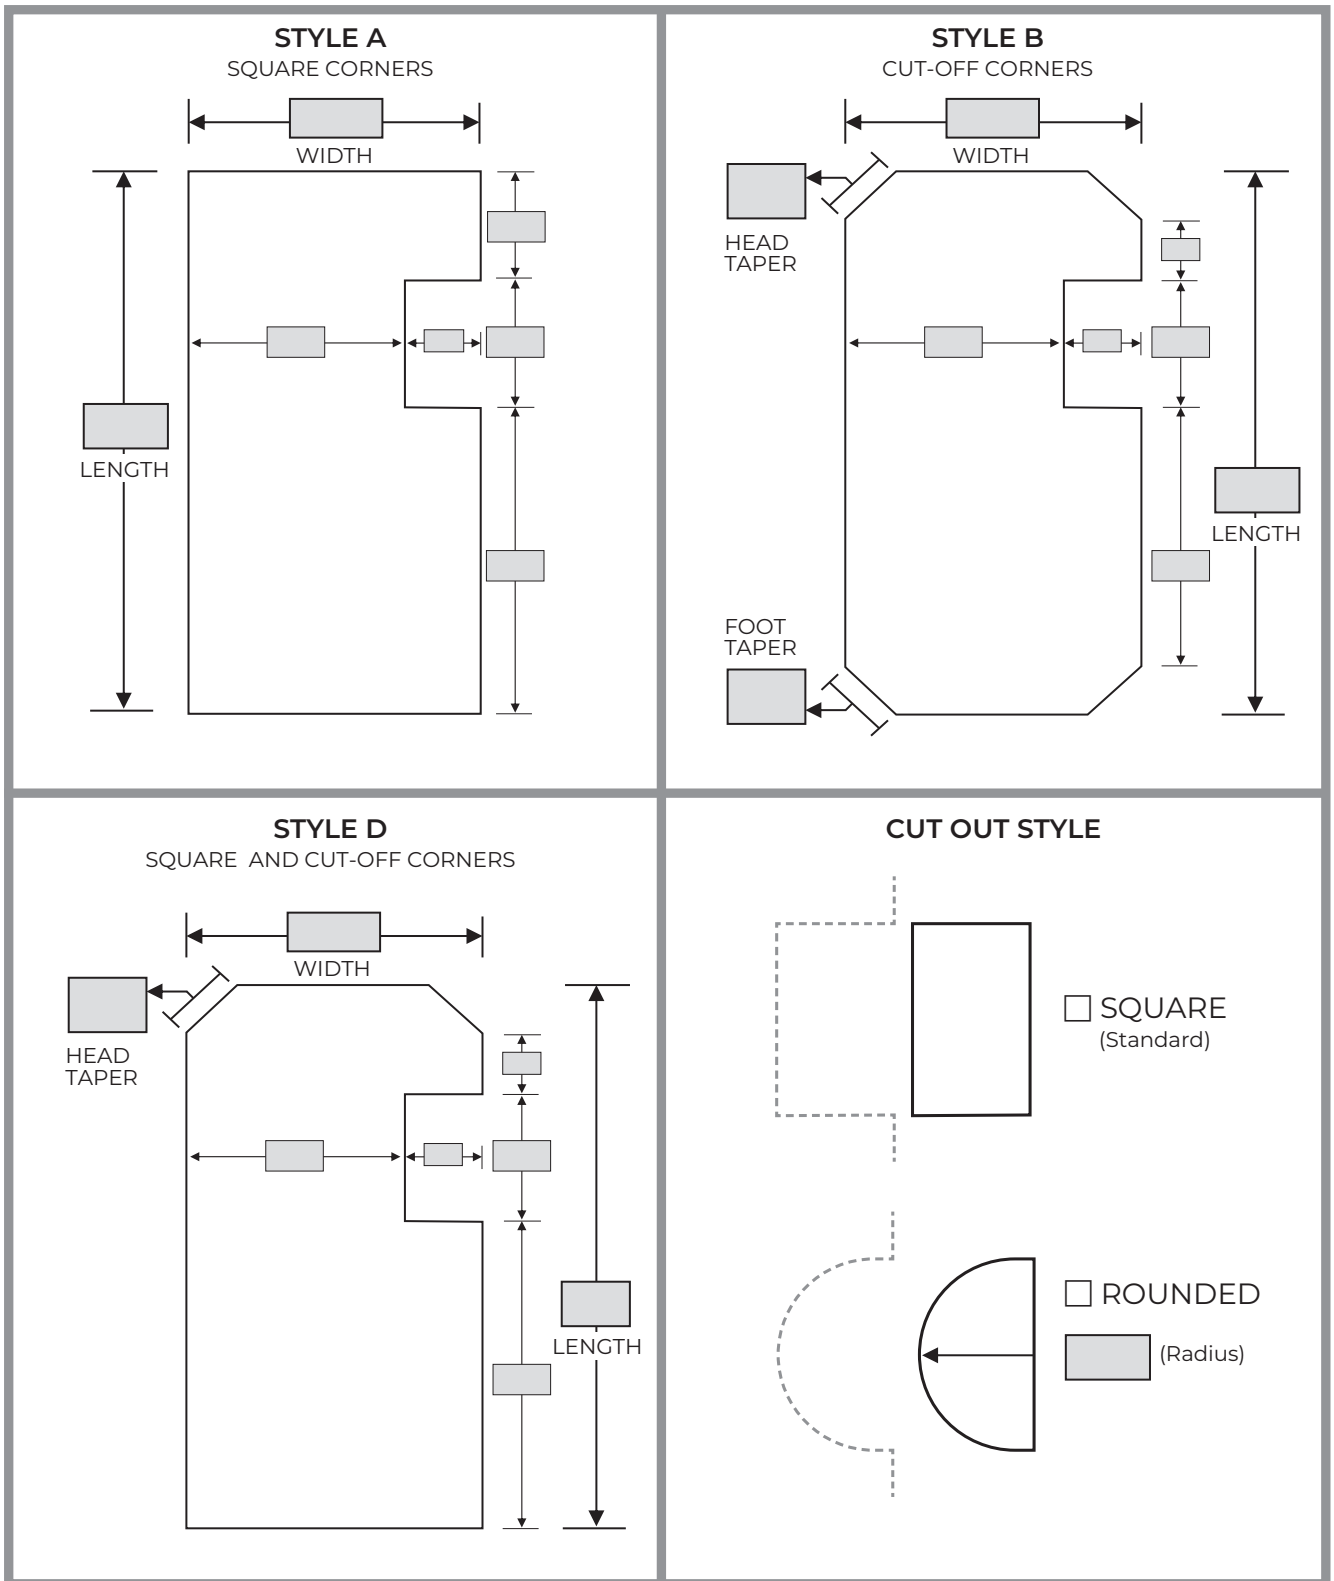 STYLE A
SQUARE CORNERS
WIDTH
LENGTH
STYLE B
CUT-OFF CORNERS
WIDTH
HEAD
TAPER
LENGTH
FOOT
TAPER
STYLE D
SQUARE AND CUT-OFF CORNERS
WIDTH
HEAD
TAPER
LENGTH
CUT OUT STYLE
SQUARE
(Standard)
ROUNDED
(Radius)